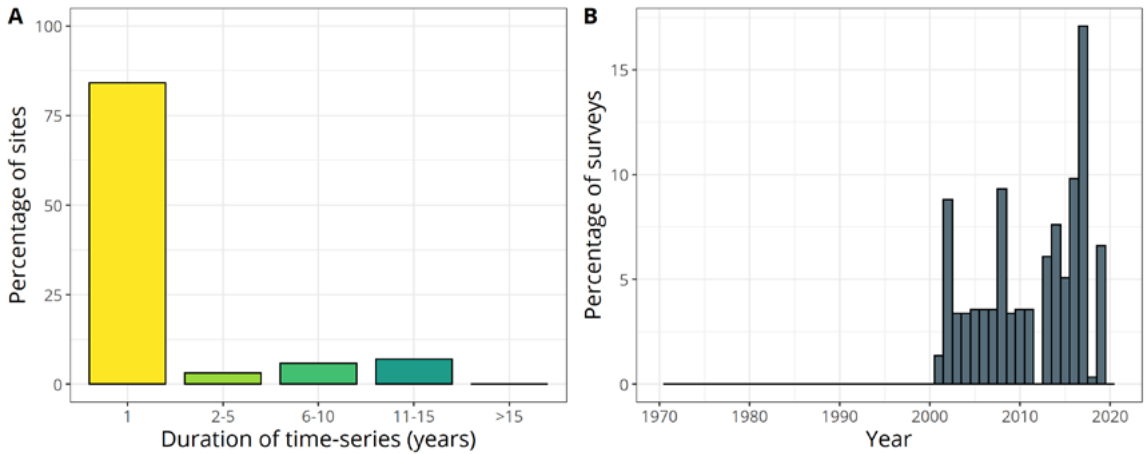 A
Percentage of sites
100
75
50
25
0
1 2-5 6-10 11-15 >15
Duration of time-series (years)
B
Percentage of surveys
15
10
5
0
1970 1980 1990 2000 2010 2020
Year